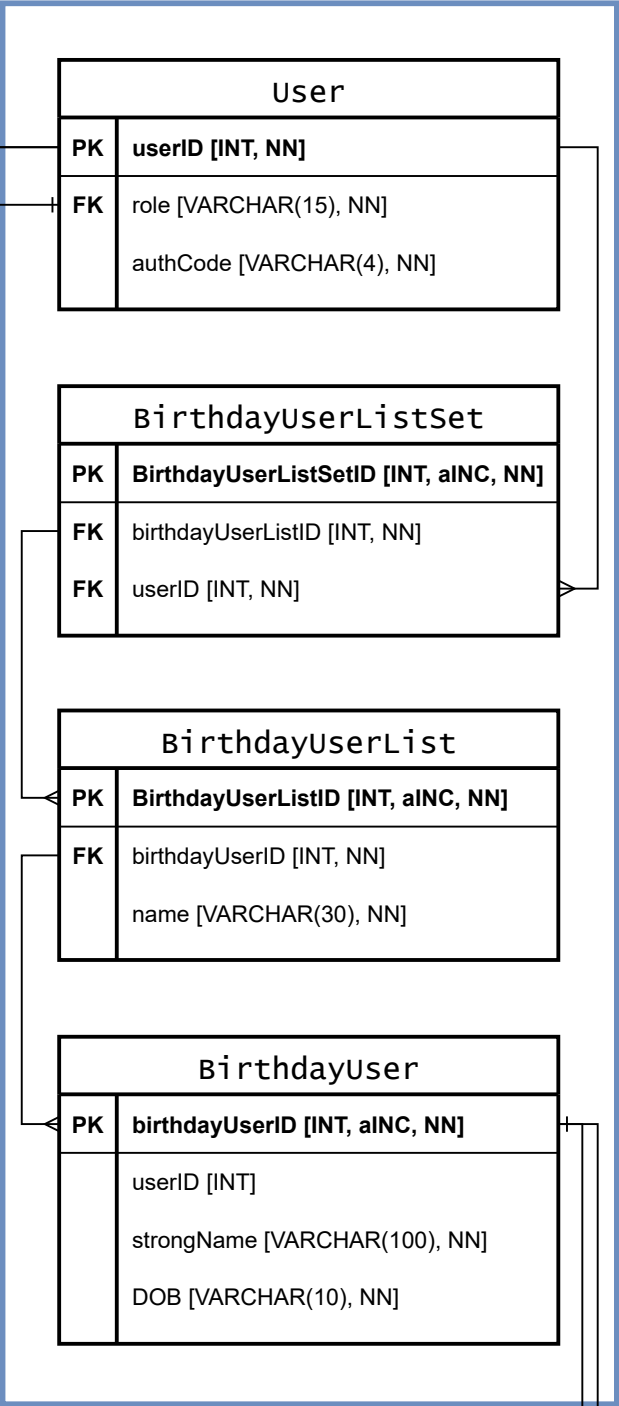 User
PK userID [INT, NN]
FK role [VARCHAR(15), NN]
authCode [VARCHAR(4), NN]
BirthdayUserListSet
PK BirthdayUserListSetID [INT, aINC, NN]
FK birthdayUserListID [INT, NN]
FK userID [INT, NN]
BirthdayUserList
PK BirthdayUserListID [INT, aINC, NN]
FK birthdayUserID [INT, NN]
name [VARCHAR(30), NN]
BirthdayUser
PK birthdayUserID [INT, aINC, NN]
userID [INT]
strongName [VARCHAR(100), NN]
DOB [VARCHAR(10), NN]